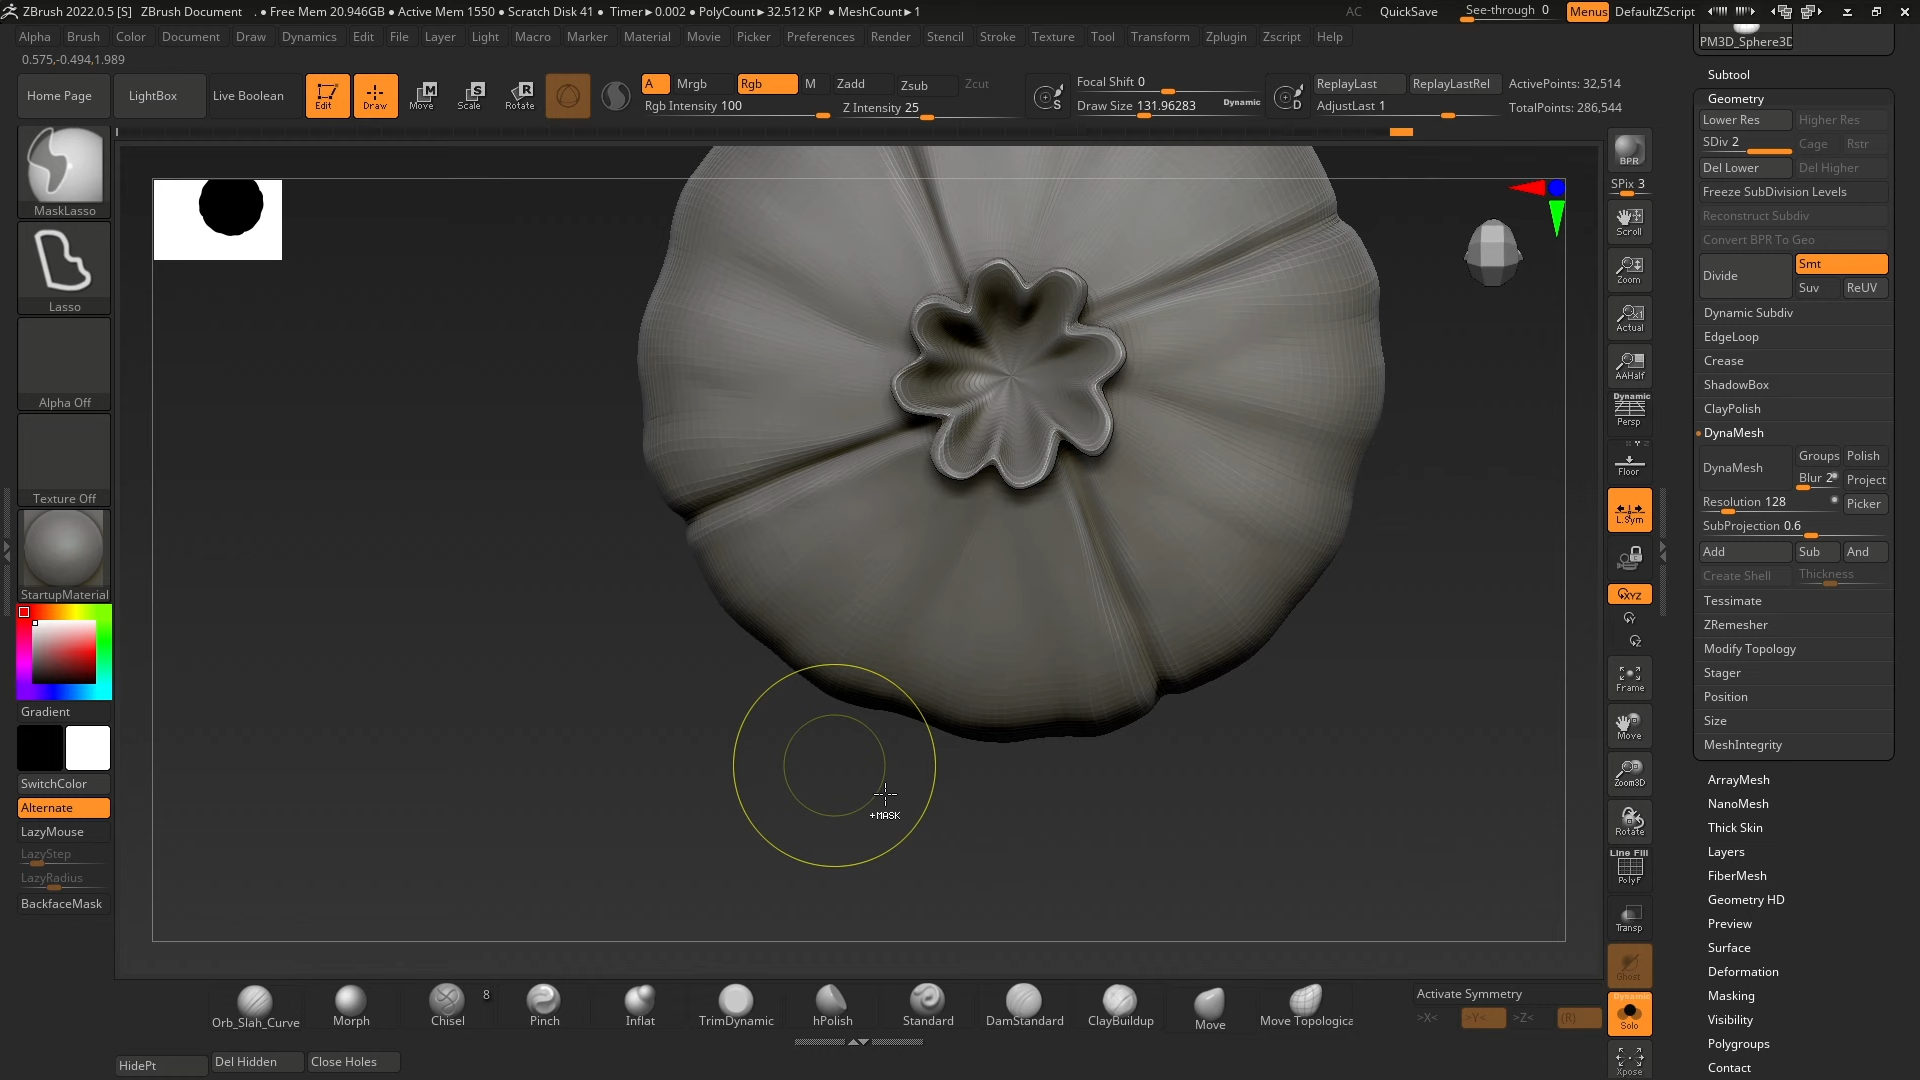 ZBrush 2022.0.5 [S] ZBrush Document . ● Free Mem 20.946GB ● Active Mem 1550 ● Scratch Disk 41 ● Timer►0.002 ● PolyCount►32.512 KP ● MeshCount►1 AC QuickSave See-through 0 Menus DefaultZScript
Alpha Brush Color Document Draw Dynamics Edit File Layer Light Macro Marker Material Movie Picker Preferences Render Stencil Stroke Texture Tool Transform Zplugin Zscript Help
0.575,-0.494,1.989
Home Page LightBox Live Boolean Edit Draw Move Scale Rotate
A Mrgb Rgb M Zadd Zsub Zcut
Rgb Intensity 100 Z Intensity 25
Focal Shift 0
Draw Size 131.96283 Dynamic
ReplayLast ReplayLastRel ActivePoints: 32,514
AdjustLast 1 TotalPoints: 286,544
MaskLasso
Lasso
Alpha Off
Texture Off
StartupMaterial
Gradient
SwitchColor
Alternate
LazyMouse
LazyStep
LazyRadius
BackfaceMask
+MASK
BPR
SPix 3
Scroll
Zoom
Actual
AAHalf
Dynamic
Persp
Floor
L.Sym
XYZ
Y
Z
Frame
Move
Zoom3D
Rotate
Line Fill
PolyF
Transp
Ghost
Dynamic
Solo
Xpose
PM3D_Sphere3D
Subtool
Geometry
Lower Res Higher Res
SDiv 2 Cage Rstr
Del Lower Del Higher
Freeze SubDivision Levels
Reconstruct Subdiv
Convert BPR To Geo
Divide Smt
Suv ReUV
Dynamic Subdiv
EdgeLoop
Crease
ShadowBox
ClayPolish
DynaMesh
DynaMesh Groups Polish
Blur 2 Project
Resolution 128 Picker
SubProjection 0.6
Add Sub And
Create Shell Thickness
Tessimate
ZRemesher
Modify Topology
Stager
Position
Size
MeshIntegrity
ArrayMesh
NanoMesh
Thick Skin
Layers
FiberMesh
Geometry HD
Preview
Surface
Deformation
Masking
Visibility
Polygroups
Contact
Orb_Slah_Curve Morph Chisel 8 Pinch Inflat TrimDynamic hPolish Standard DamStandard ClayBuildup Move Move Topologica
Activate Symmetry
>X< >Y< >Z< (R)
HidePt Del Hidden Close Holes